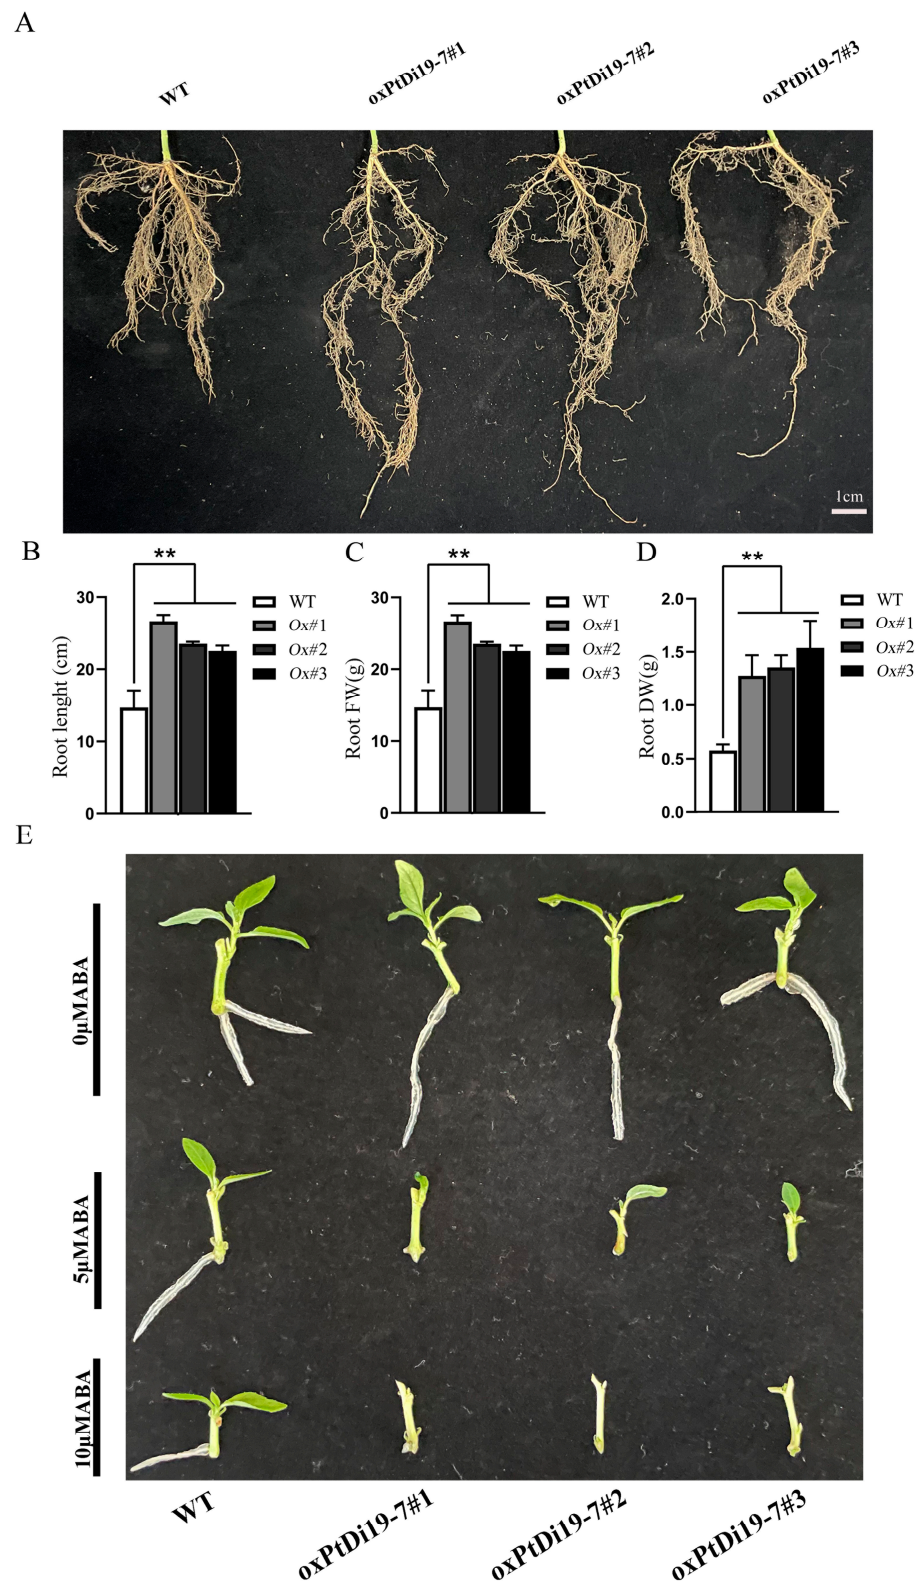 A
WT
oxPtDi19-7#1
oxPtDi19-7#2
oxPtDi19-7#3
1cm
B
**
Root lenght (cm)
30
20
10
0
WT
Ox#1
Ox#2
Ox#3
C
**
Root FW(g)
30
20
10
0
WT
Ox#1
Ox#2
Ox#3
D
**
Root DW(g)
2.0
1.5
1.0
0.5
0.0
WT
Ox#1
Ox#2
Ox#3
E
0μMABA
5μMABA
10μMABA
WT
oxPtDi19-7#1
oxPtDi19-7#2
oxPtDi19-7#3